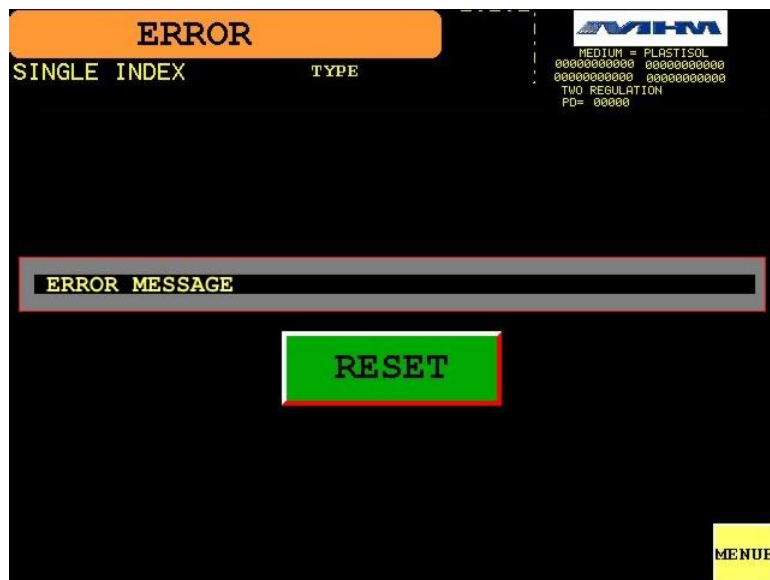 ERROR
SINGLE INDEX TYPE
MHM
MEDIUM = PLASTISOL
00000000000 00000000000
00000000000 00000000000
TWO REGULATION
PD= 00000
ERROR MESSAGE
RESET
MENUE